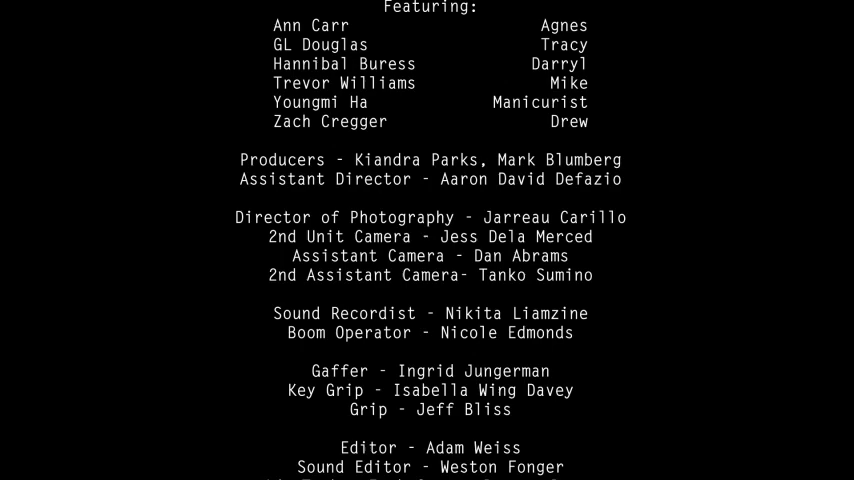 Featuring:
Ann Carr Agnes
GL Douglas Tracy
Hannibal Buress Darryl
Trevor Williams Mike
Youngmi Ha Manicurist
Zach Cregger Drew
Producers - Kiandra Parks, Mark Blumberg
Assistant Director - Aaron David Defazio
Director of Photography - Jarreau Carillo
2nd Unit Camera - Jess Dela Merced
Assistant Camera - Dan Abrams
2nd Assistant Camera- Tanko Sumino
Sound Recordist - Nikita Liamzine
Boom Operator - Nicole Edmonds
Gaffer - Ingrid Jungerman
Key Grip - Isabella Wing Davey
Grip - Jeff Bliss
Editor - Adam Weiss
Sound Editor - Weston Fonger